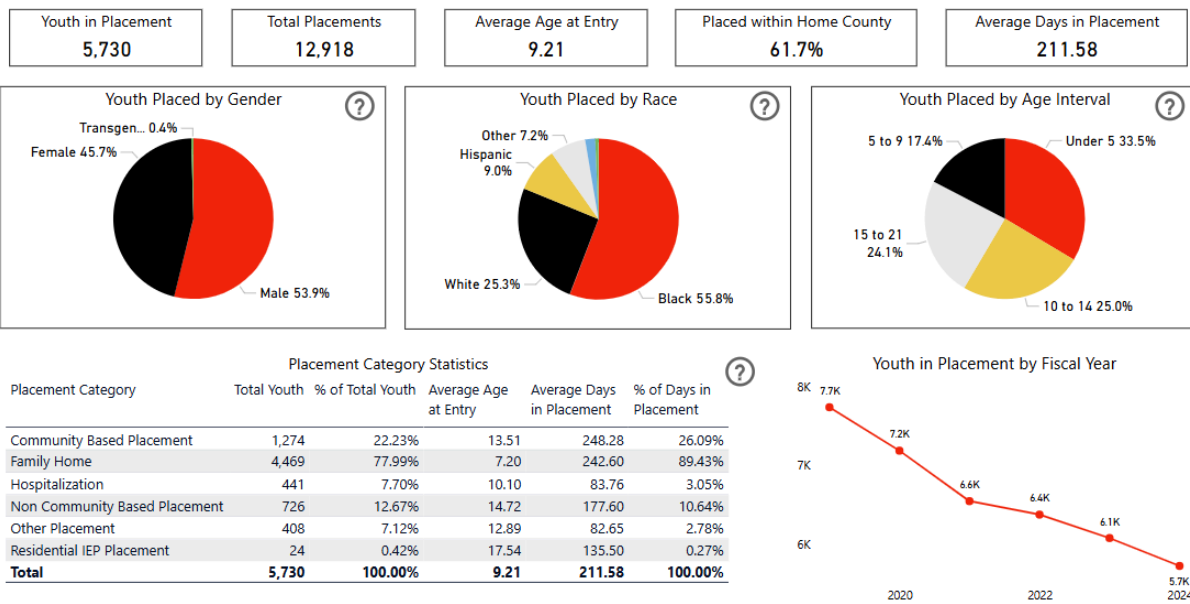 Youth in Placement
5,730
Total Placements
12,918
Average Age at Entry
9.21
Placed within Home County
61.7%
Average Days in Placement
211.58
Youth Placed by Gender
?
Transgen... 0.4%
Female 45.7%
Male 53.9%
Youth Placed by Race
?
Other 7.2%
Hispanic
9.0%
White 25.3%
Black 55.8%
Youth Placed by Age Interval
?
5 to 9 17.4%
Under 5 33.5%
15 to 21
24.1%
10 to 14 25.0%
Placement Category Statistics
?
Placement Category Total Youth % of Total Youth Average Age Average Days % of Days in
at Entry in Placement Placement
Community Based Placement 1,274 22.23% 13.51 248.28 26.09%
Family Home 4,469 77.99% 7.20 242.60 89.43%
Hospitalization 441 7.70% 10.10 83.76 3.05%
Non Community Based Placement 726 12.67% 14.72 177.60 10.64%
Other Placement 408 7.12% 12.89 82.65 2.78%
Residential IEP Placement 24 0.42% 17.54 135.50 0.27%
Total 5,730 100.00% 9.21 211.58 100.00%
Youth in Placement by Fiscal Year
8K
7.7K
7.2K
7K
6.6K
6.4K
6.1K
6K
5.7K
2020 2022 2024